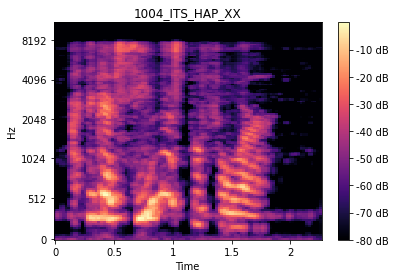 1004_ITS_HAP_XX
8192
4096
2048
1024
512
0
Hz
0
0.5
1
1.5
2
Time
-10 dB
-20 dB
-30 dB
-40 dB
-50 dB
-60 dB
-70 dB
-80 dB